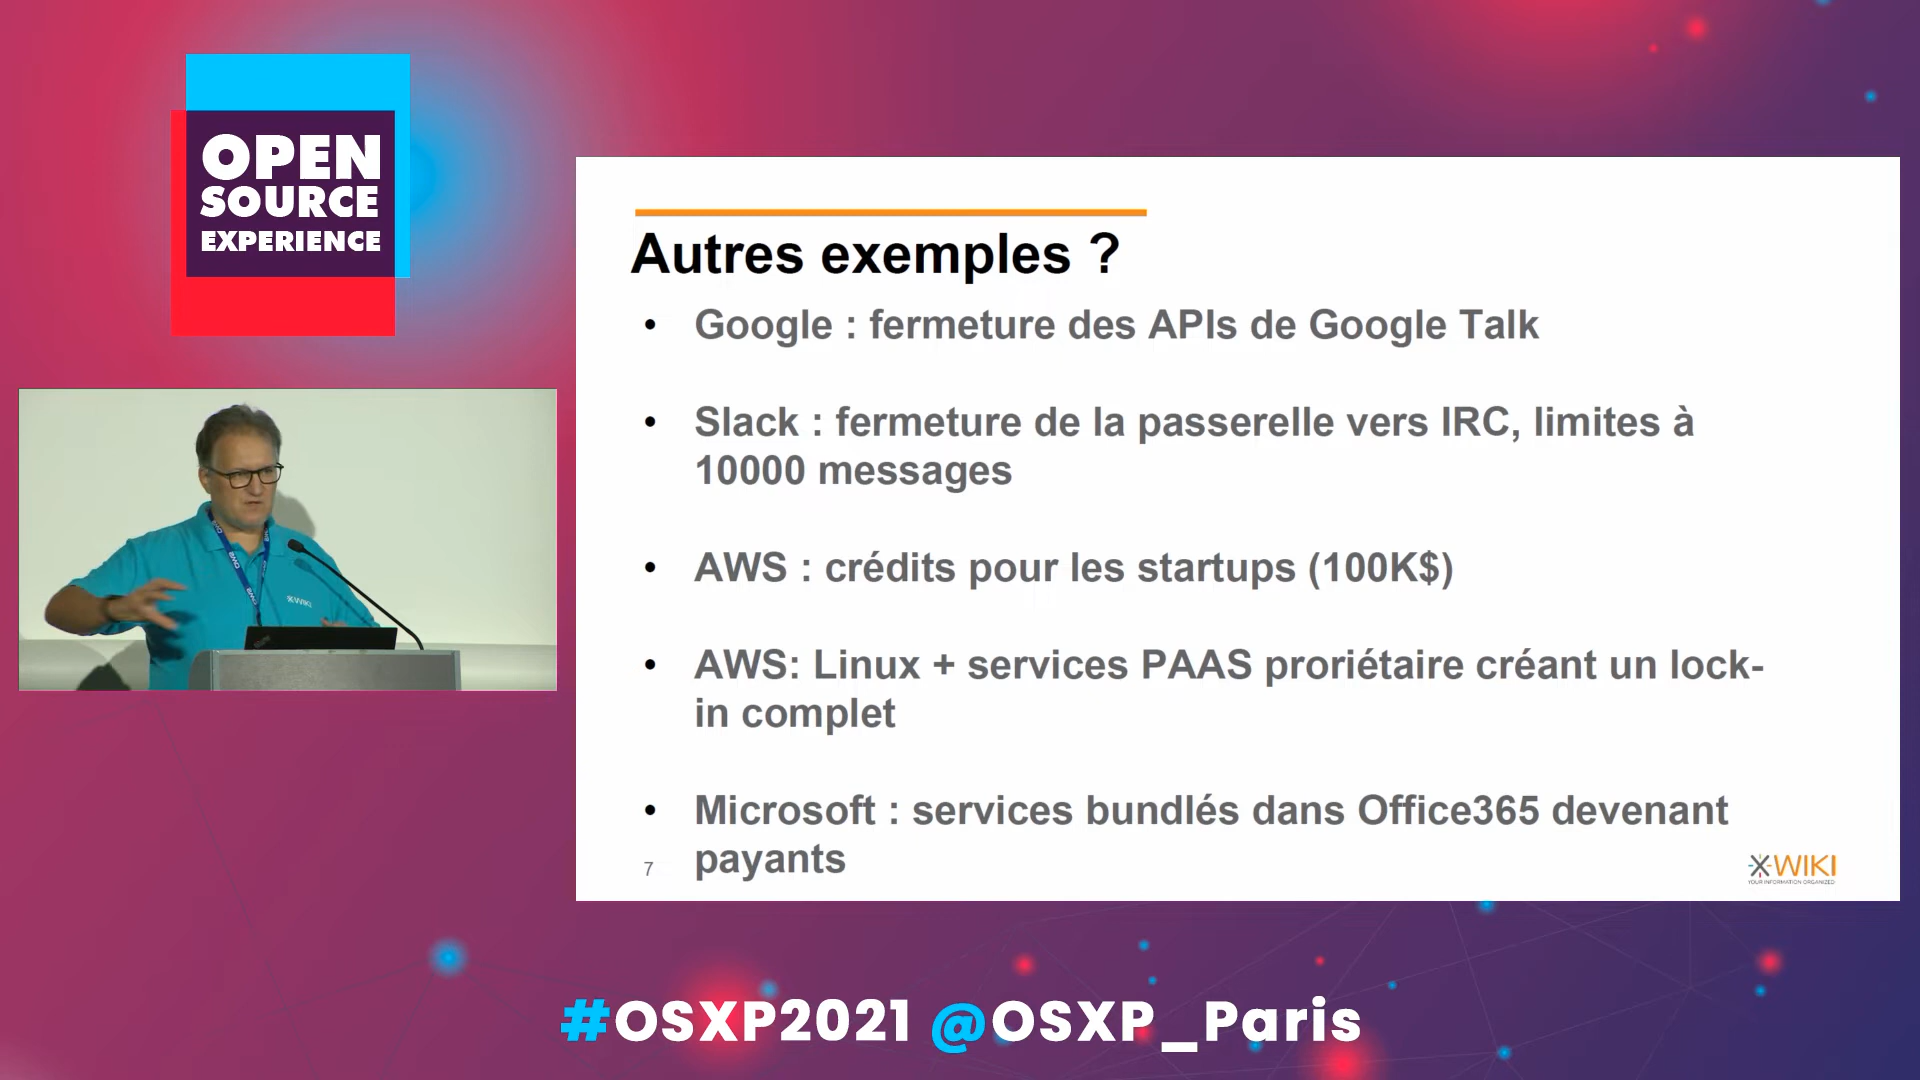 OPEN
SOURCE
EXPERIENCE
Autres exemples ?
• Google : fermeture des APIs de Google Talk
• Slack : fermeture de la passerelle vers IRC, limites à
10000 messages
• AWS : crédits pour les startups (100K$)
• AWS: Linux + services PAAS proriétaire créant un lock-
in complet
• Microsoft : services bundlés dans Office365 devenant
payants
7
XWIKI
YOUR INFORMATION ORGANIZED
XWIKI
#OSXP2021 @OSXP_Paris